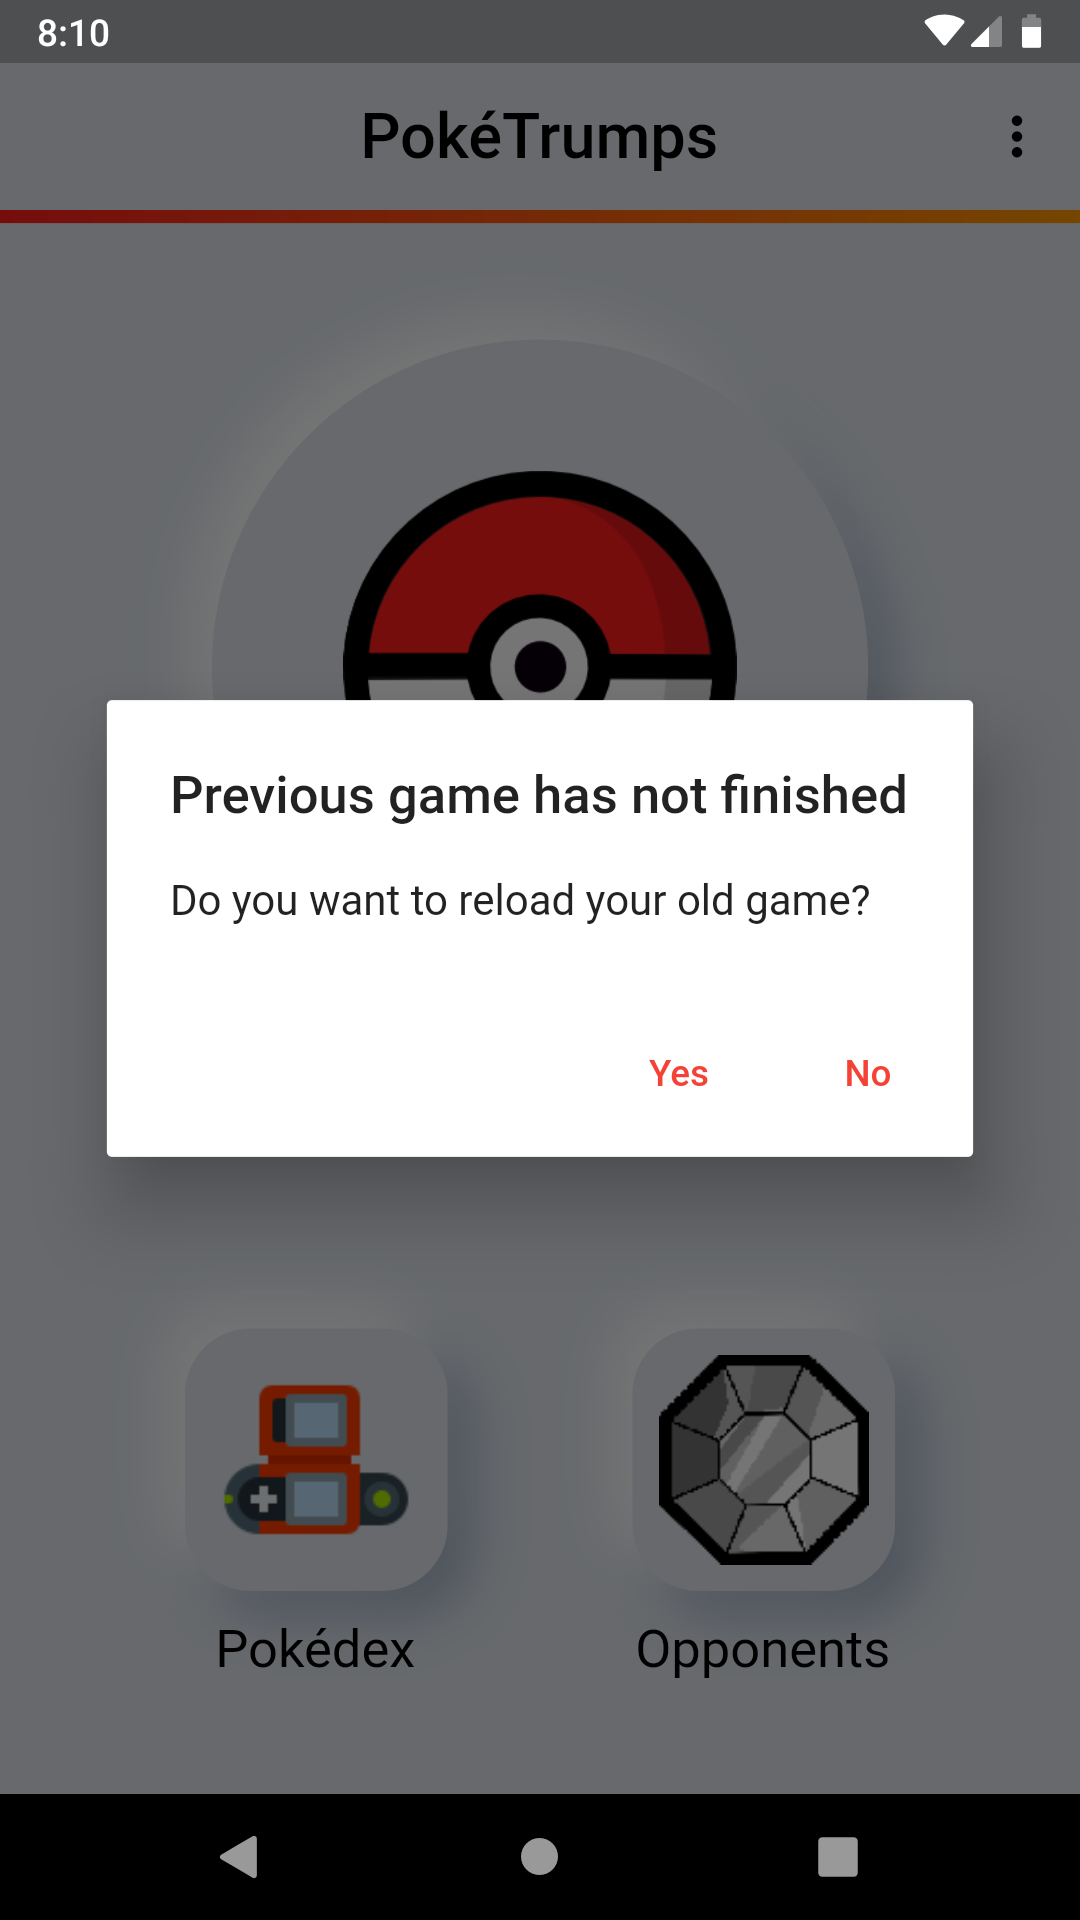 8:10
PokéTrumps
Previous game has not finished
Do you want to reload your old game?
Yes No
Pokédex Opponents